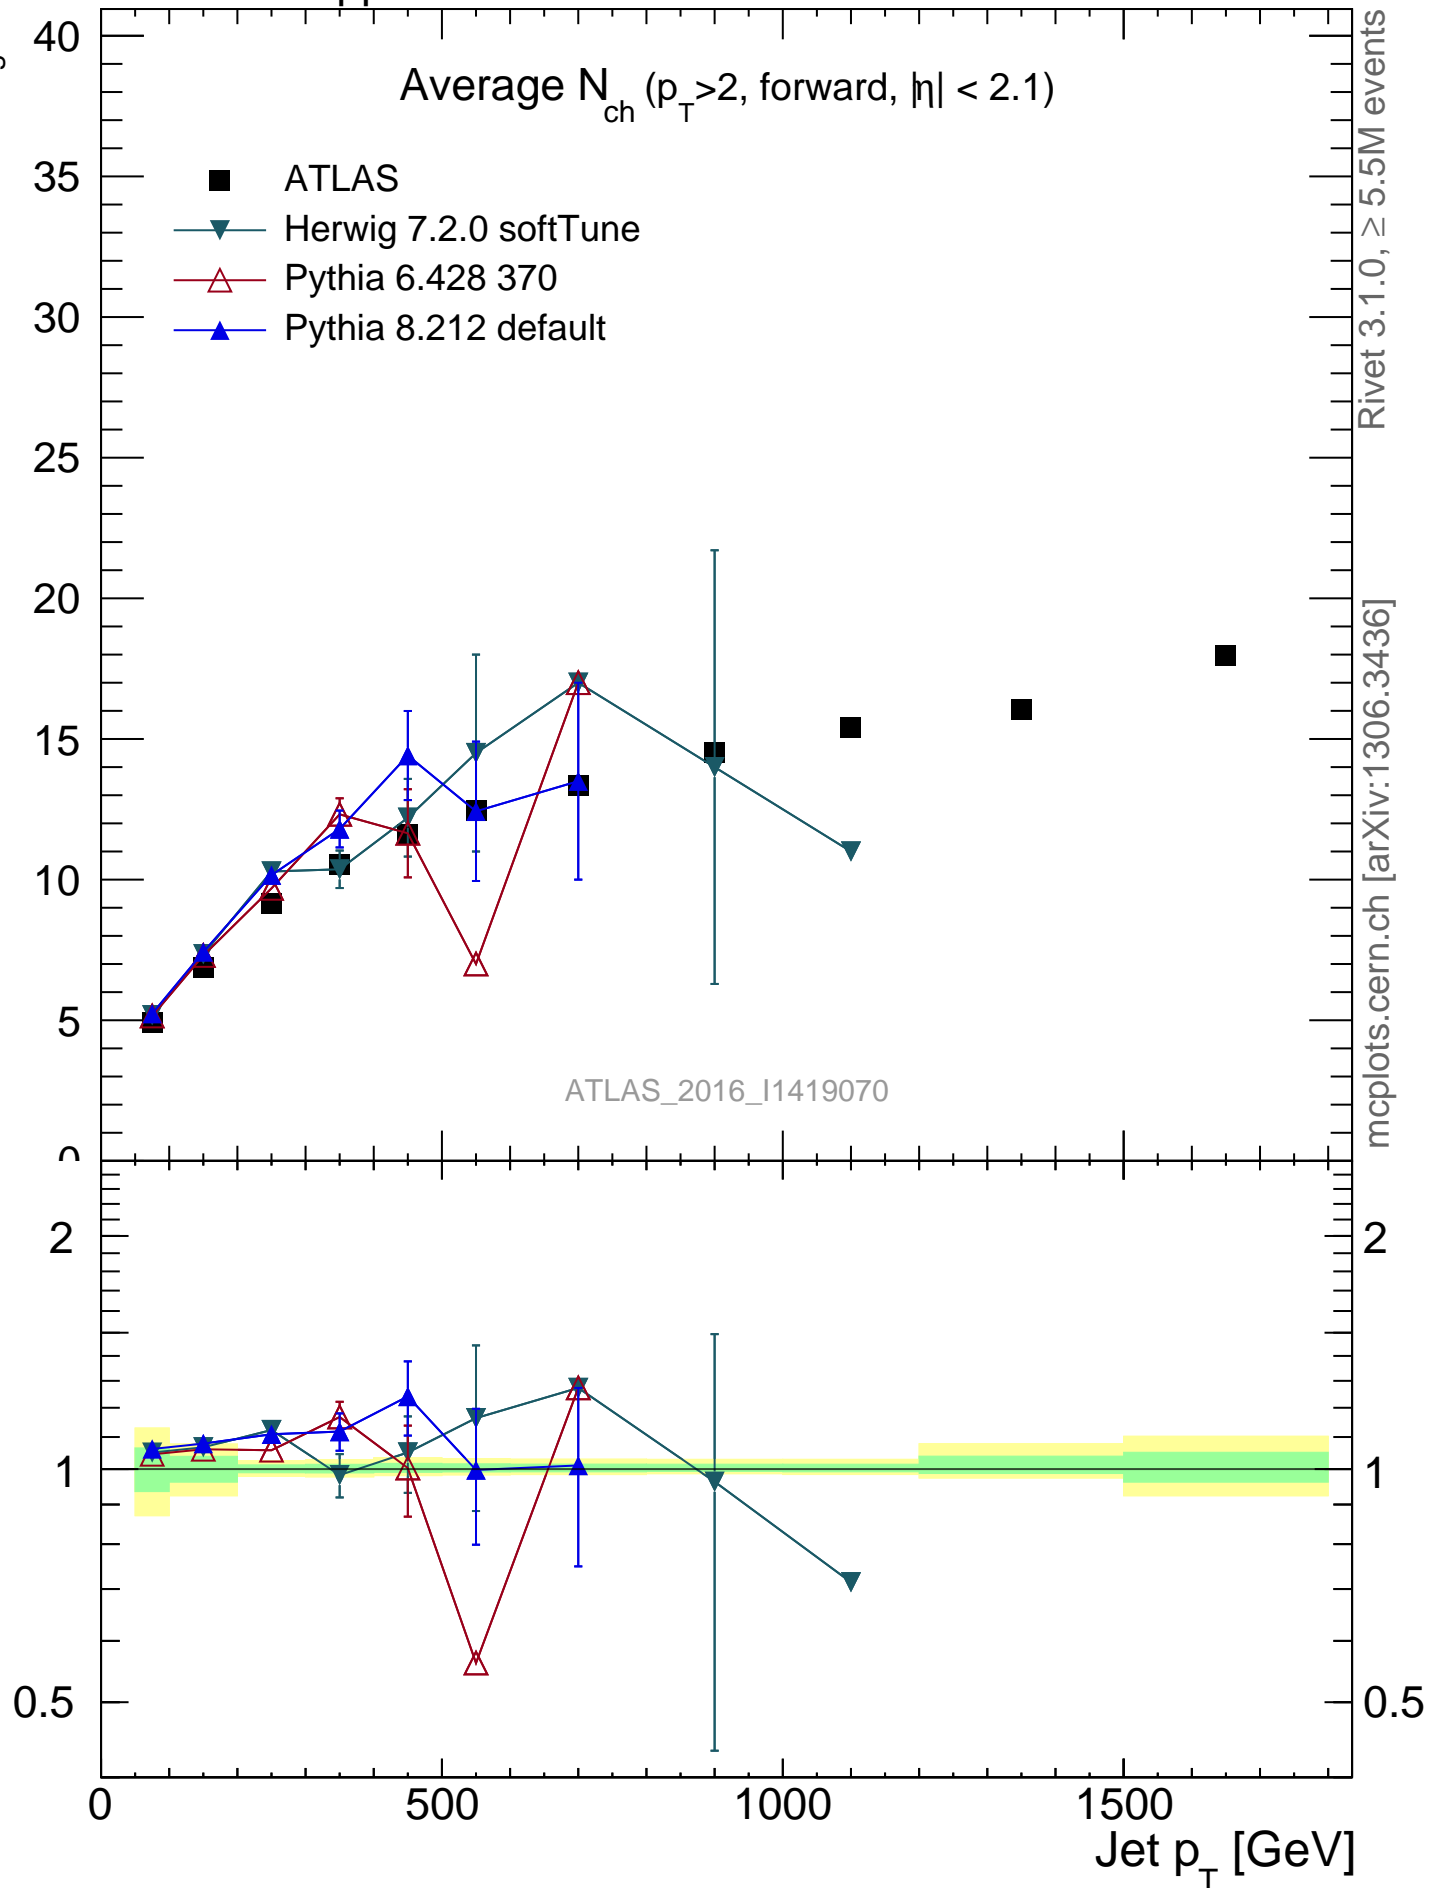 Average N_ch (p_T>2, forward, |η| < 2.1)
ATLAS
Herwig 7.2.0 softTune
Pythia 6.428 370
Pythia 8.212 default
40
35
30
25
20
15
10
5
0
ATLAS_2016_I1419070
Rivet 3.1.0, ≥ 5.5M events
mcplots.cern.ch [arXiv:1306.3436]
2
1
0.5
2
1
0.5
0
500
1000
1500
Jet p_T [GeV]